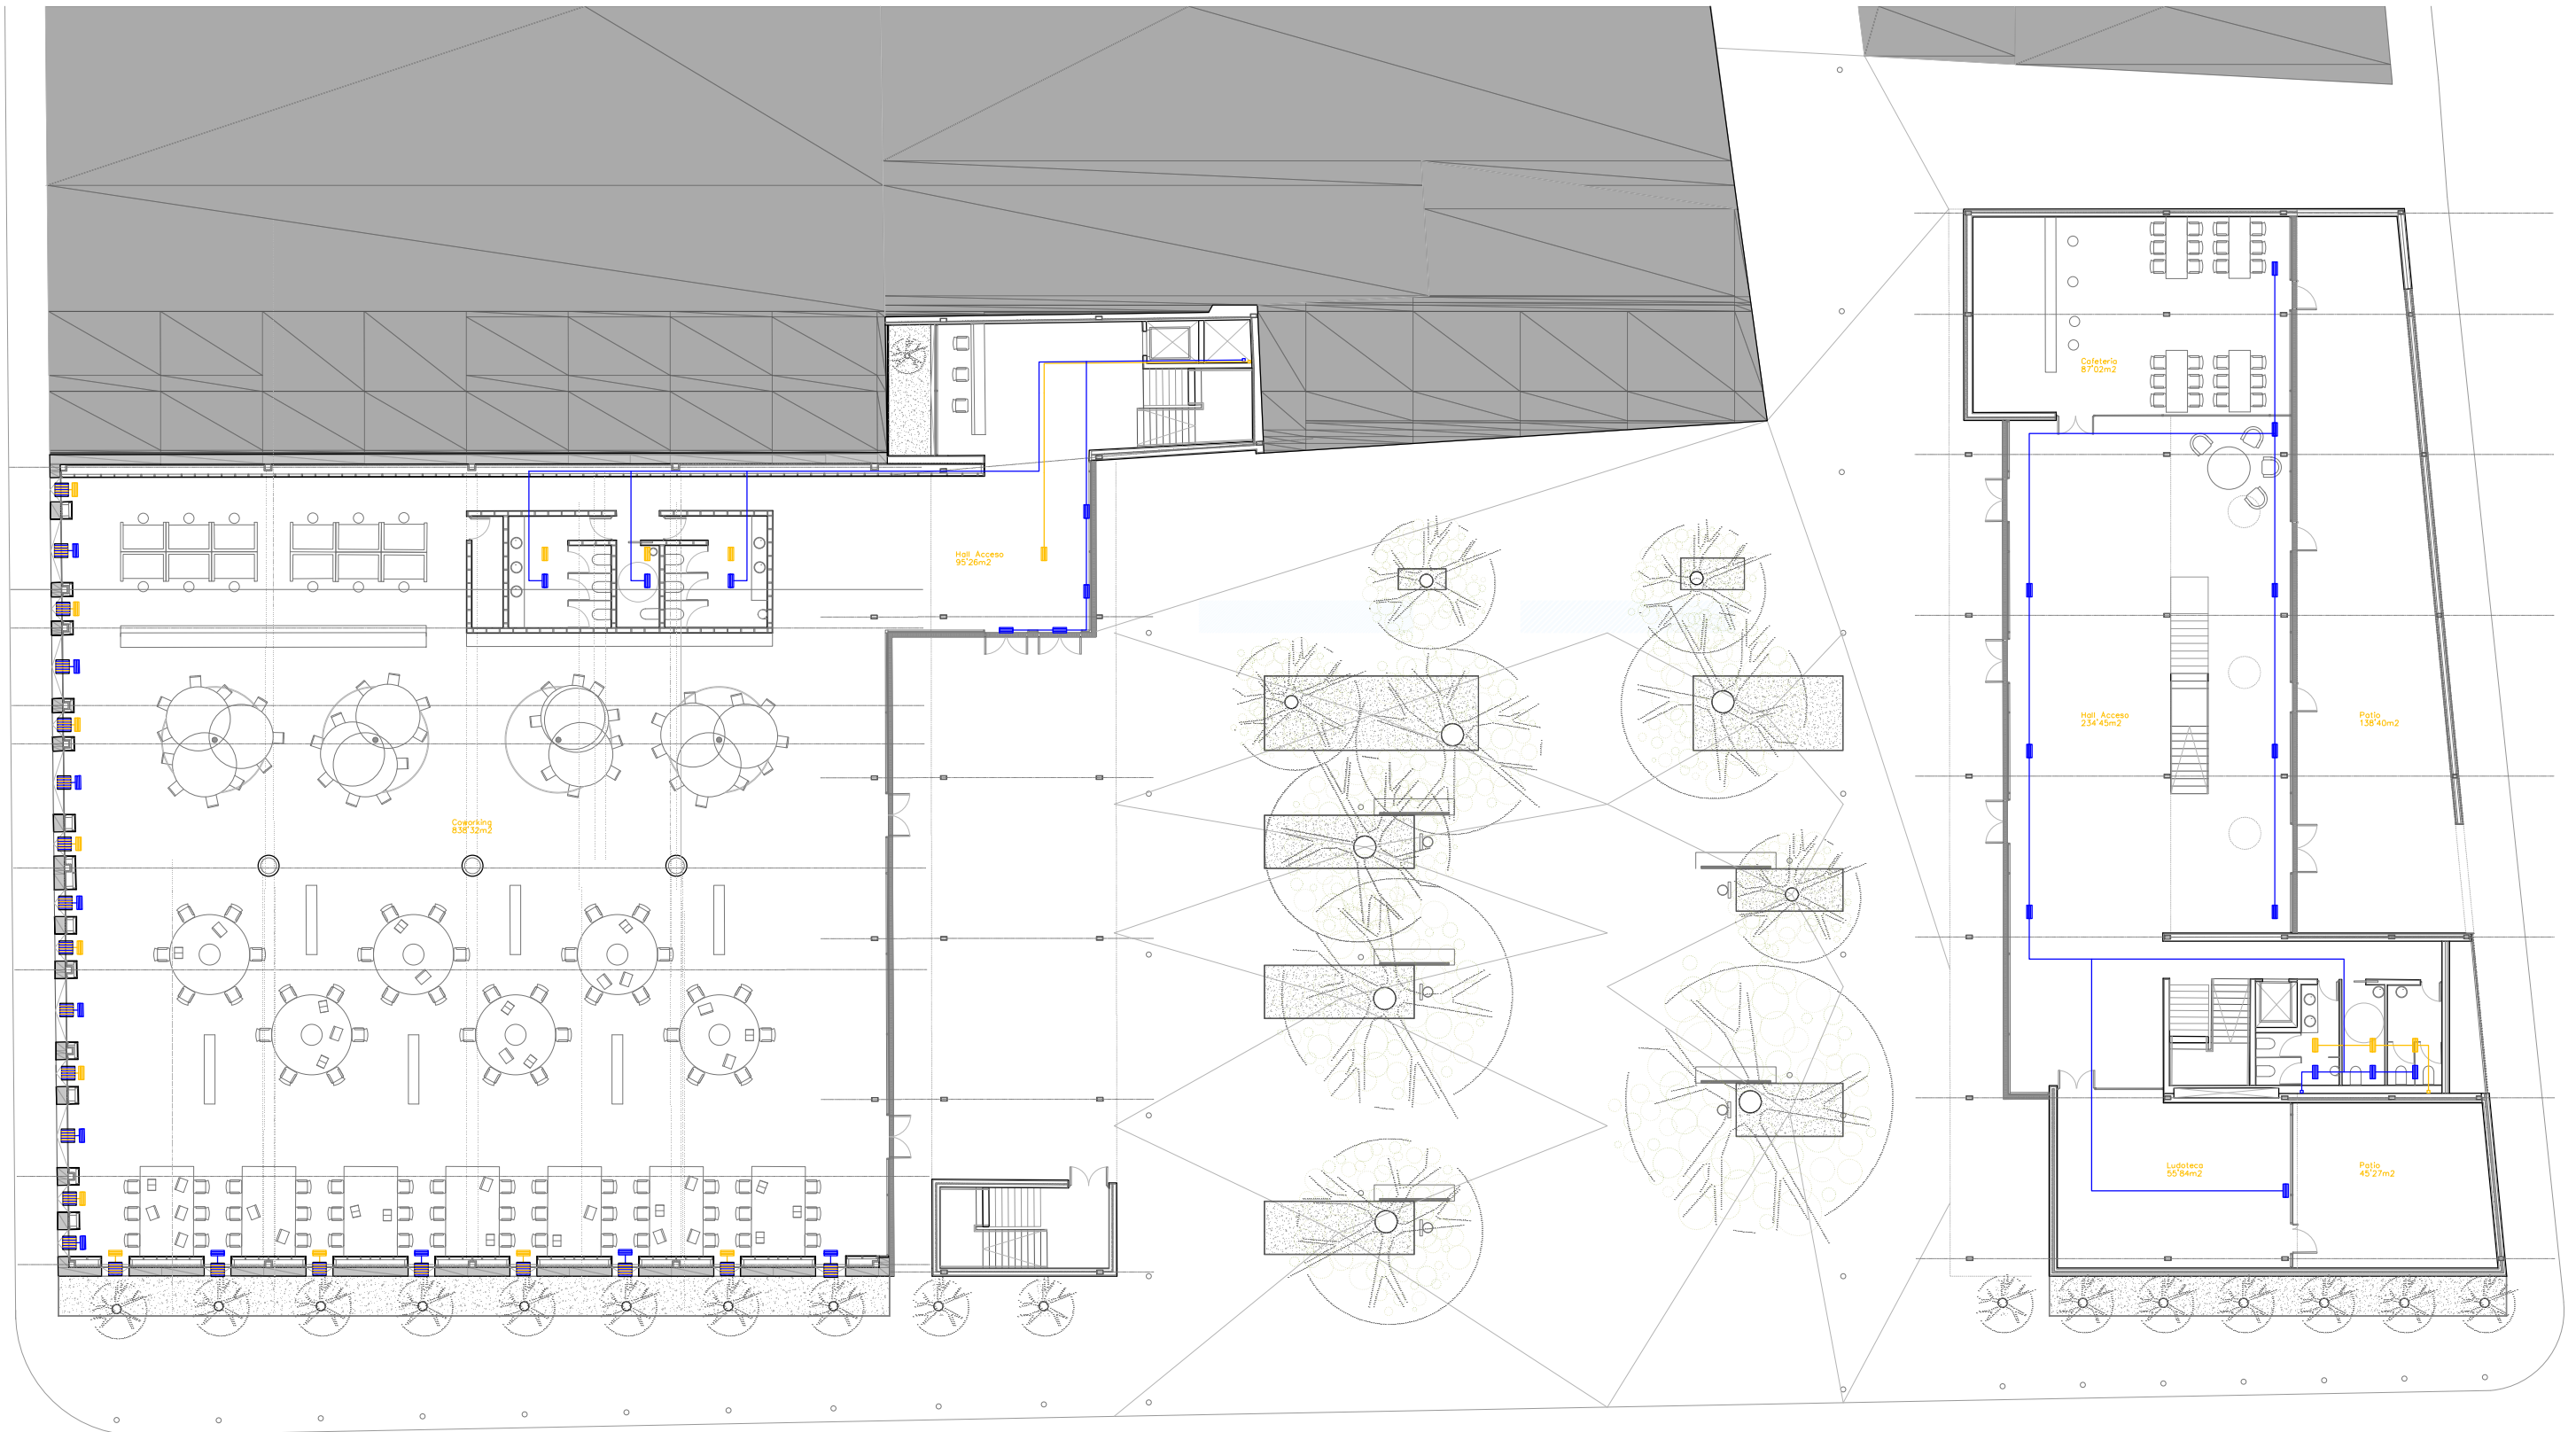 Cafetería
87'02m2
Hall Acceso
95'26m2
Hall Acceso
234'45m2
Patio
138'40m2
Coworking
838'32m2
Ludoteca
55'84m2
Patio
45'27m2